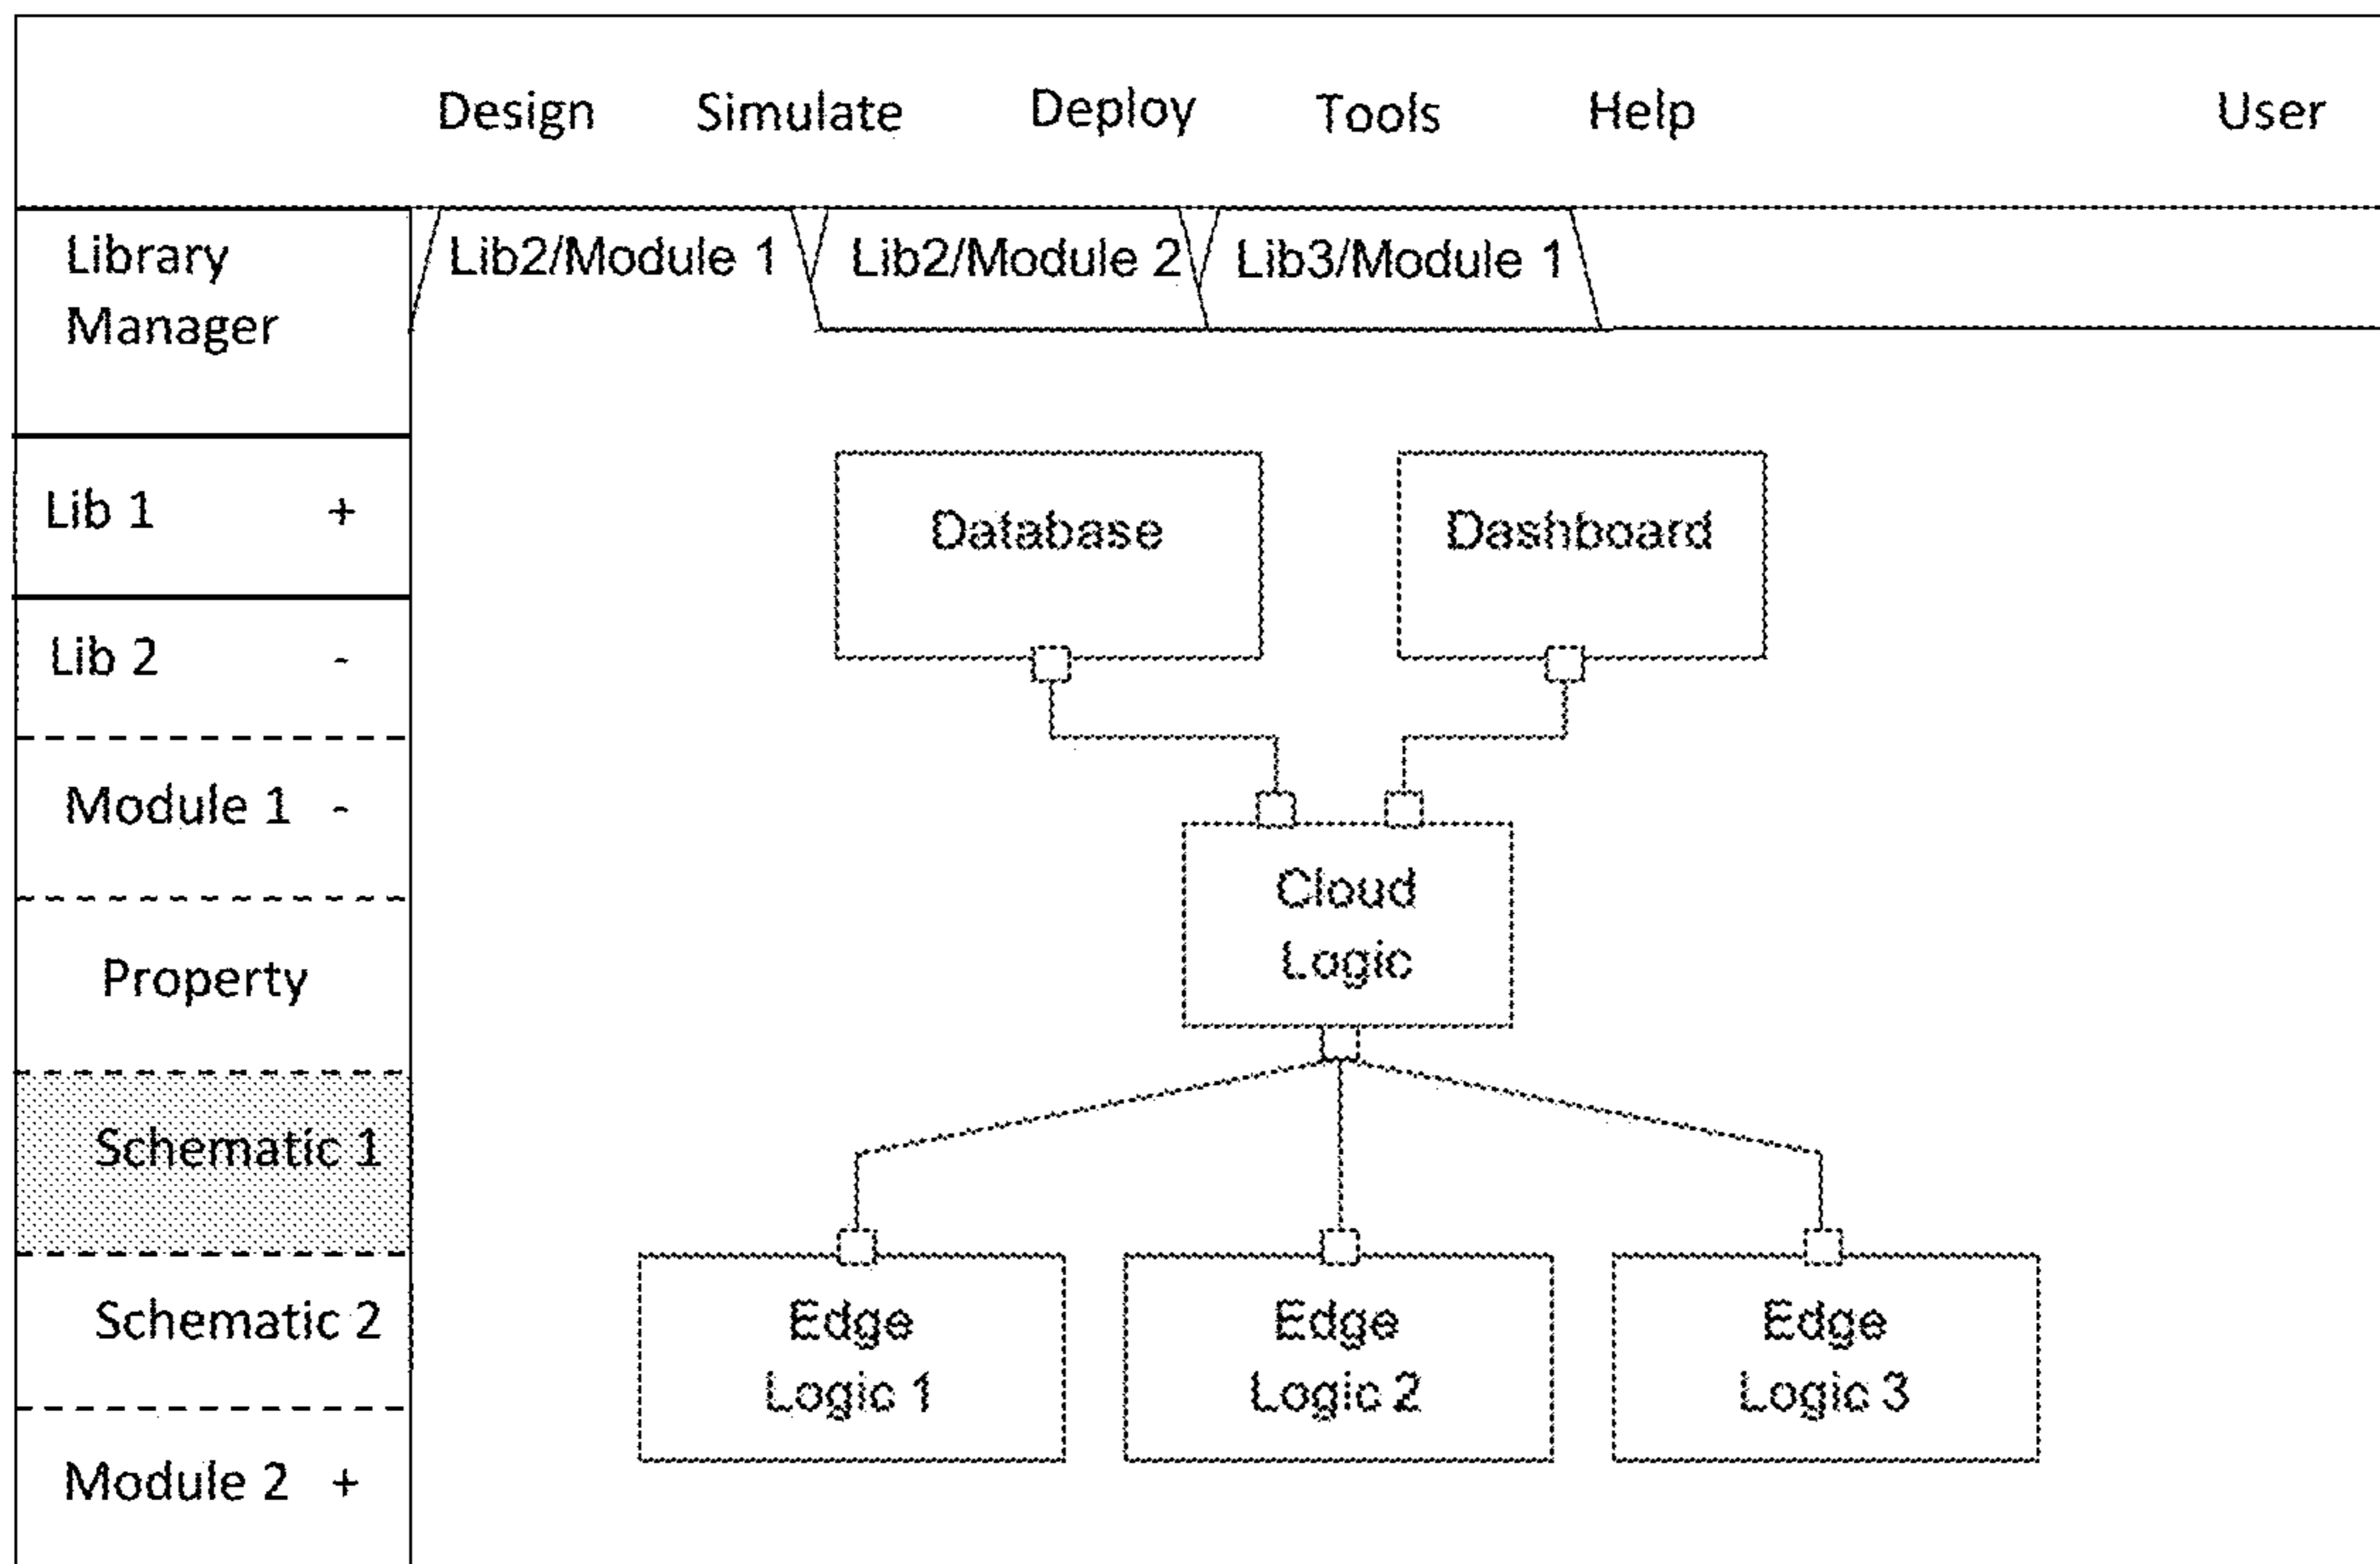 Design Simulate Deploy Tools Help User
Library
Manager
Lib2/Module 1 Lib2/Module 2 Lib3/Module 1
Lib 1 +
Lib 2 -
Module 1 -
Property
Schematic 1
Schematic 2
Module 2 +
Database Dashboard
Cloud
Logic
Edge
Logic 1
Edge
Logic 2
Edge
Logic 3